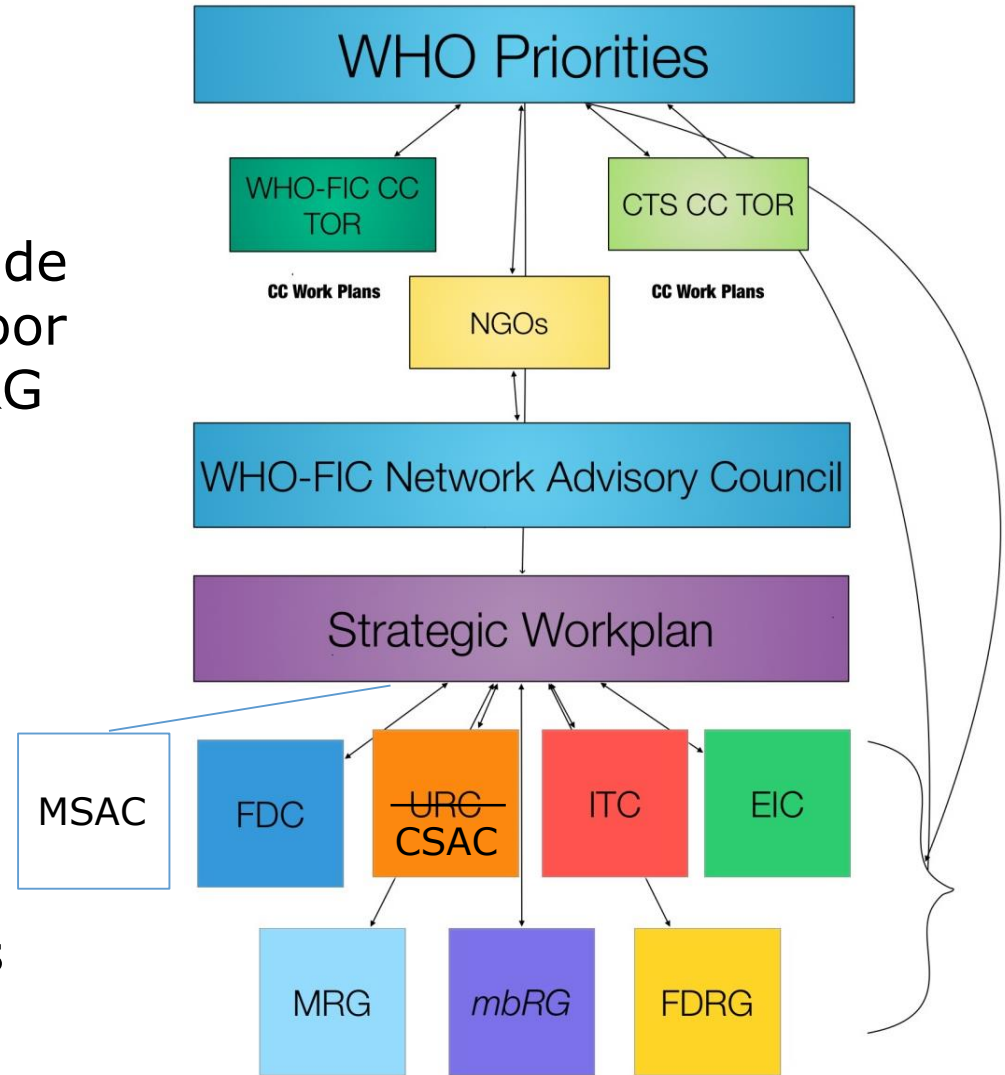 WHO Priorities
WHO-FIC CC
TOR
CTS CC TOR
de
CC Work Plans
CC Work Plans
NGOs
oor
WHO-FIC Network Advisory Council
Strategic Workplan
MSAC
FDC
URC
CSAC
ITC
EIC
s
MRG
mbRG
FDRG